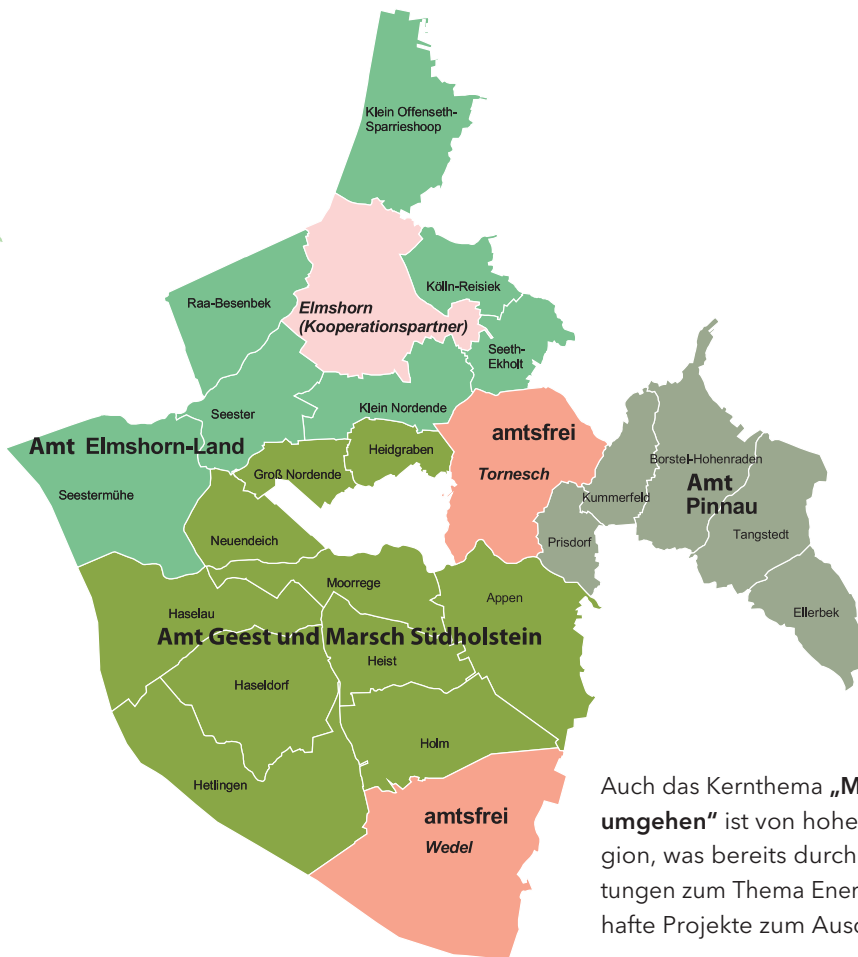 Klein Offenseth-
Sparrieshoop
Kölln-Reisiek
Raa-Besenbek
Elmshorn
(Kooperationspartner)
Seeth-
Ekholt
Seester
Klein Nordende
amtsfrei
Tornesch
Amt Elmshorn-Land
Heidgraben
Groß Nordende
Borstel-Hohenraden
Amt
Pinnau
Seestermühe
Kummerfeld
Tangstedt
Neuendeich
Prisdorf
Moorrege
Appen
Haselau
Ellerbek
Amt Geest und Marsch Südholstein
Heist
Haseldorf
Holm
Hetlingen
amtsfrei
Wedel
Auch das Kernthema „M
umgehen“ ist von hohe
gion, was bereits durch
tungen zum Thema Ener
hafte Projekte zum